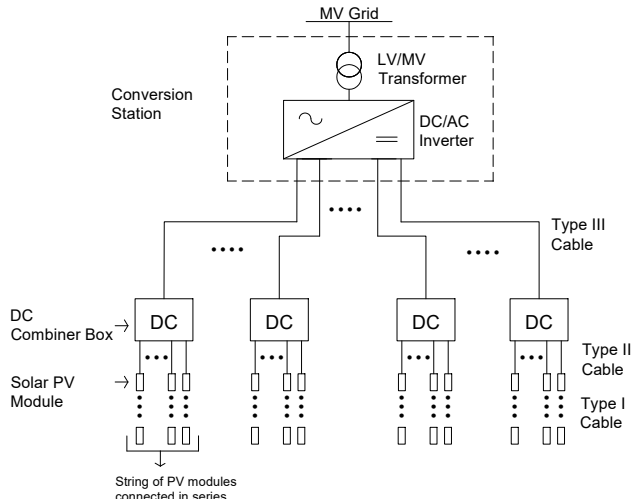 MV Grid
LV/MV
Transformer
Conversion
Station
DC/AC
Inverter
Type III
Cable
DC
Combiner Box
DC
DC
DC
DC
Type II
Cable
Solar PV
Module
Type I
Cable
String of PV modules
connected in series